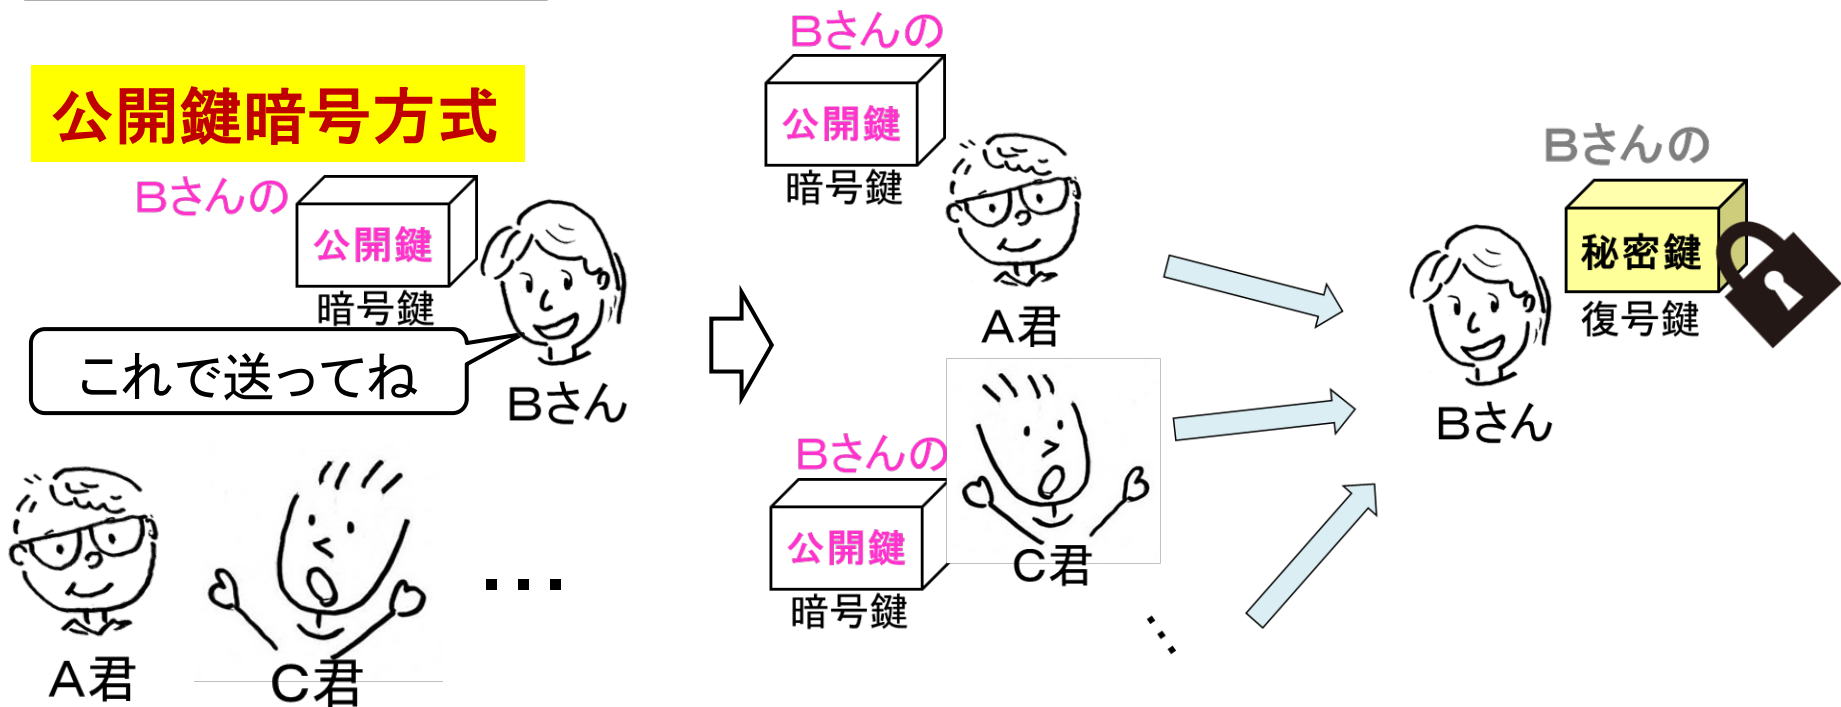 公開鍵暗号方式
Bさんの
公開鍵
暗号鍵
これで送ってね
Bさん
A君
C君
・・・
Bさんの
公開鍵
暗号鍵
A君
Bさんの
公開鍵
暗号鍵
C君
・・・
Bさんの
秘密鍵
復号鍵
Bさん